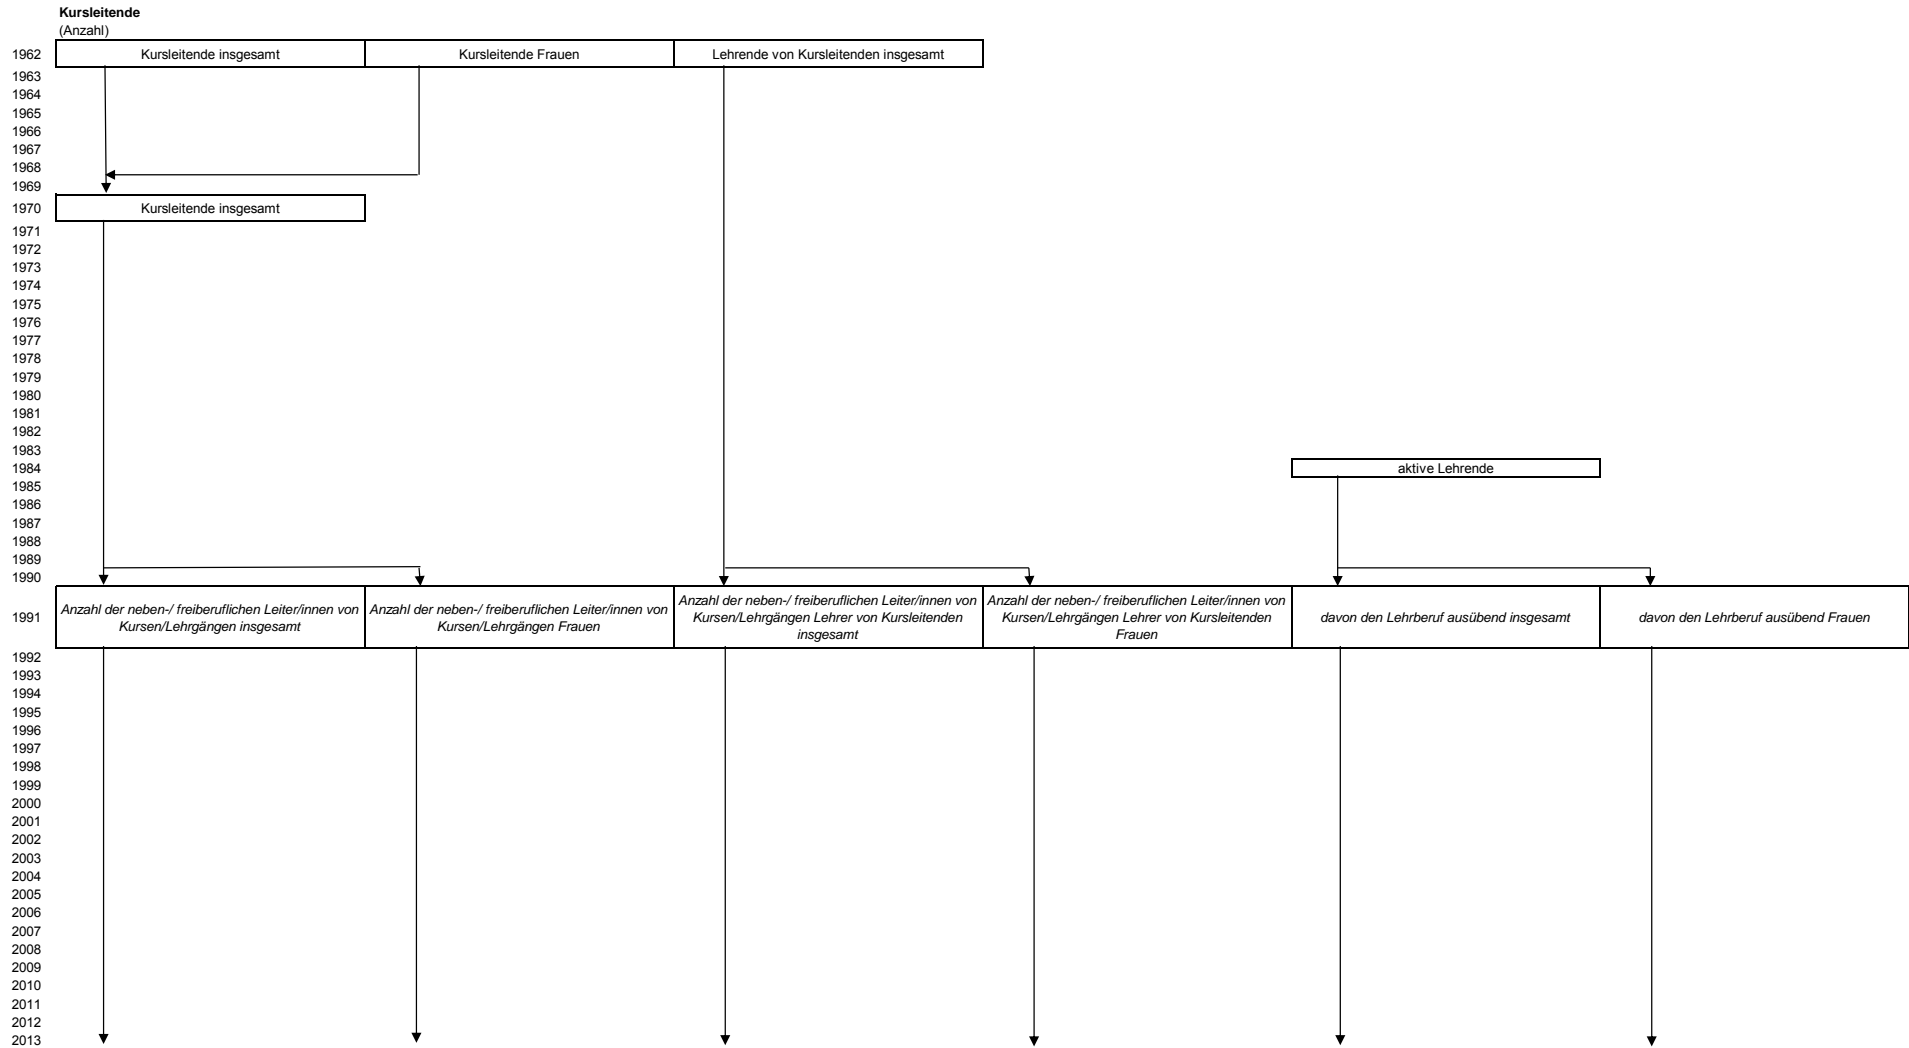 Kursleitende
(Anzahl)
1962 Kursleitende insgesamt Kursleitende Frauen Lehrende von Kursleitenden insgesamt
1963
1964
1965
1966
1967
1968
1969
1970 Kursleitende insgesamt
1971
1972
1973
1974
1975
1976
1977
1978
1979
1980
1981
1982
1983
1984 aktive Lehrende
1985
1986
1987
1988
1989
1990
1991
Anzahl der neben-/ freiberuflichen Leiter/innen von
Kursen/Lehrgängen insgesamt
Anzahl der neben-/ freiberuflichen Leiter/innen von
Kursen/Lehrgängen Frauen
Anzahl der neben-/ freiberuflichen Leiter/innen von
Kursen/Lehrgängen Lehrer von Kursleitenden
insgesamt
Anzahl der neben-/ freiberuflichen Leiter/innen von
Kursen/Lehrgängen Lehrer von Kursleitenden
Frauen
davon den Lehrberuf ausübend insgesamt
davon den Lehrberuf ausübend Frauen
1992
1993
1994
1995
1996
1997
1998
1999
2000
2001
2002
2003
2004
2005
2006
2007
2008
2009
2010
2011
2012
2013